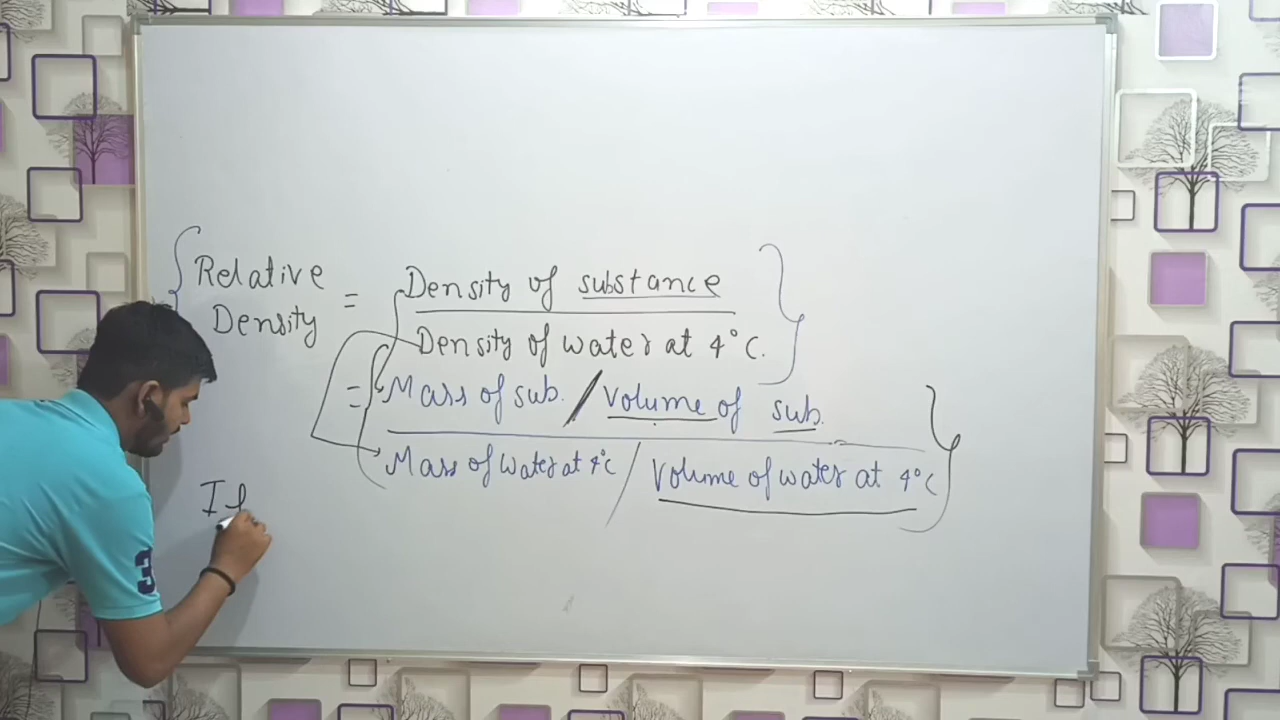 Relative
Density
= Density of substance
Density of water at 4°C.
= Mass of sub. / Volume of sub.
Mass of Water at 4°C / Volume of water at 4°C
If
3